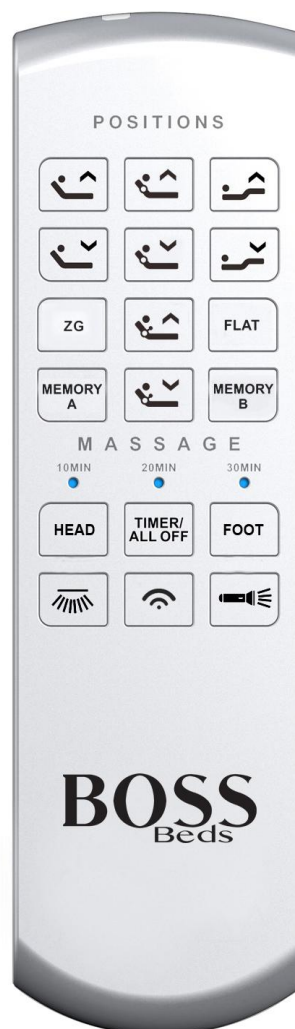 POSITIONS
ZG
FLAT
MEMORY A
MEMORY B
MASSAGE
10MIN 20MIN 30MIN
HEAD
TIMER/
ALL OFF
FOOT
BOSS
Beds